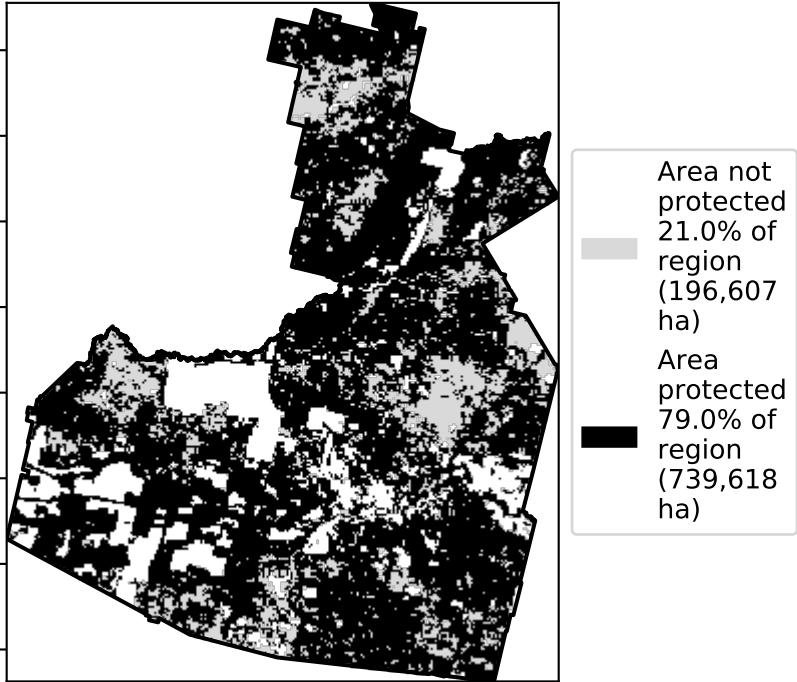 Area not
protected
21.0% of
region
(196,607
ha)
Area
protected
79.0% of
region
(739,618
ha)